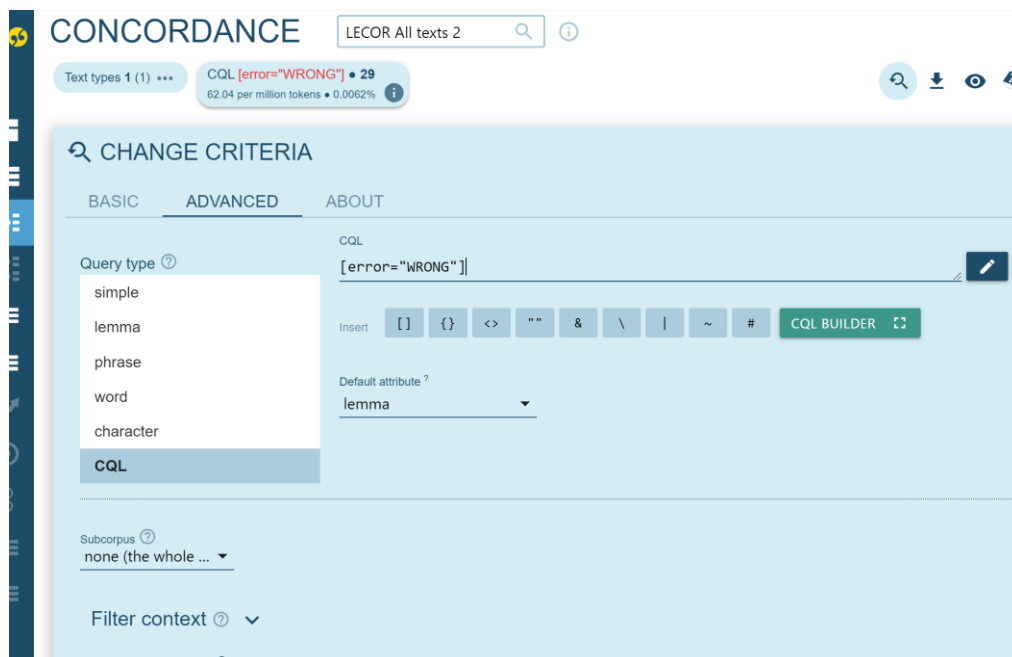 CONCORDANCE
LECOR All texts 2
Text types 1 (1) •••
CQL [error="WRONG"] • 29
62.04 per million tokens • 0.0062% i
CHANGE CRITERIA
BASIC ADVANCED ABOUT
CQL
Query type ?
[error="WRONG"]
simple
Insert [] {} <> "" & \ | ~ # CQL BUILDER
lemma
phrase
Default attribute ?
word
lemma
character
CQL
Subcorpus ?
none (the whole ...
Filter context ?